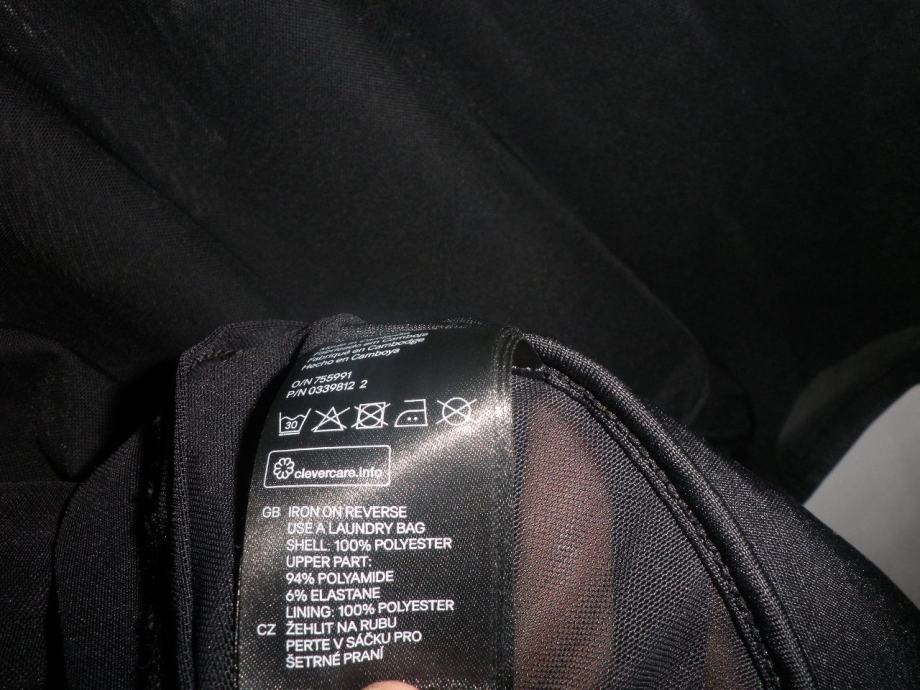 Fabriqué en Cambodge
Hecho en Camboya
O/N 755991
P/N 0339812 2
30
clevercare.info
GB IRON ON REVERSE
USE A LAUNDRY BAG
SHELL: 100% POLYESTER
UPPER PART:
94% POLYAMIDE
6% ELASTANE
LINING: 100% POLYESTER
CZ ŽEHLIT NA RUBU
PERTE V SÁČKU PRO
ŠETRNÉ PRANÍ